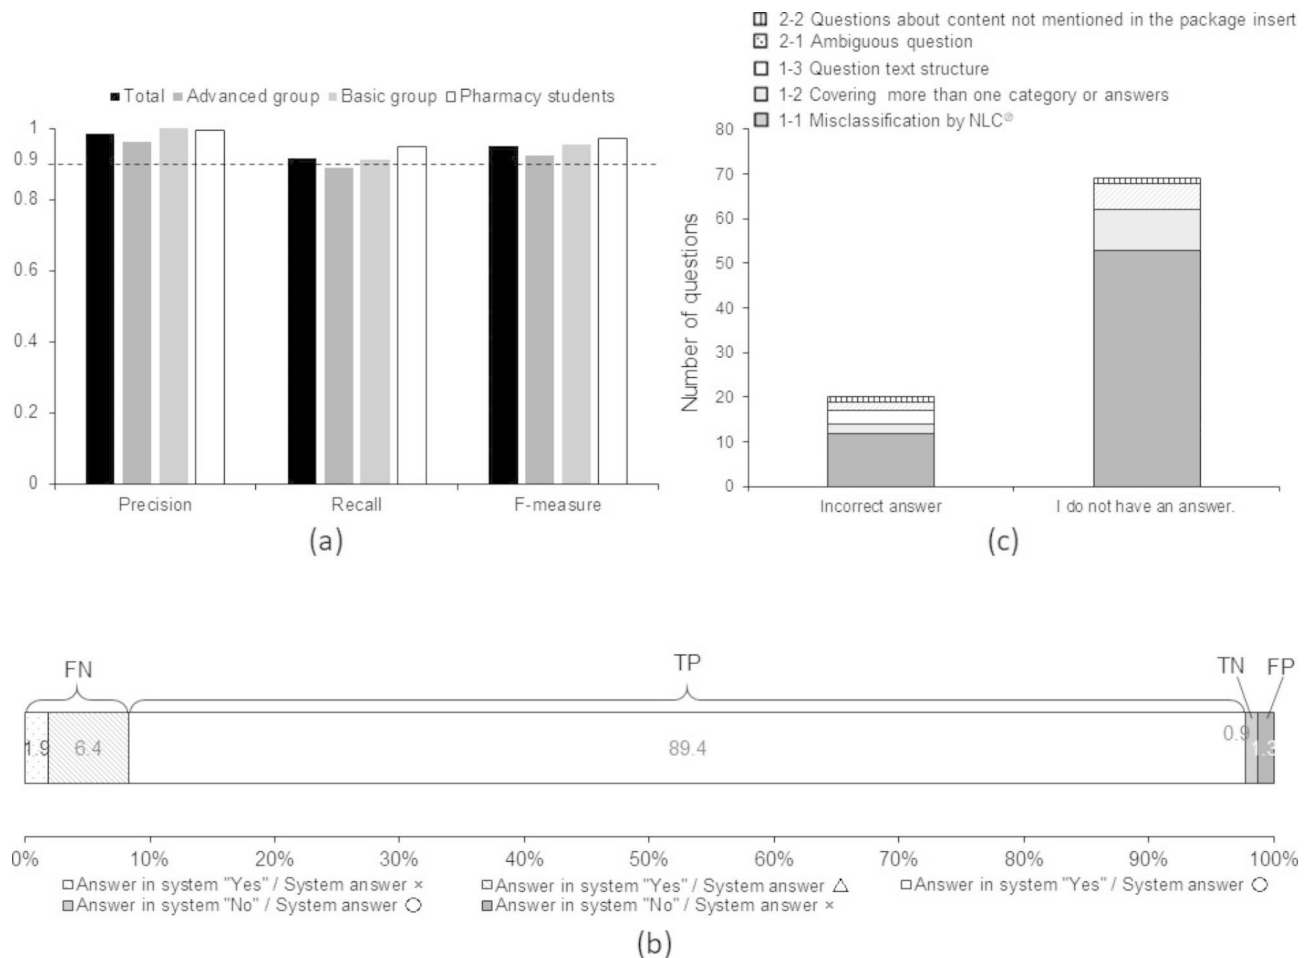 ■Total ■Advanced group ■Basic group □Pharmacy students
1
0.9
0.8
0.6
0.4
0.2
0
Precision Recall F-measure
(a)
2-2 Questions about content not mentioned in the package insert
2-1 Ambiguous question
1-3 Question text structure
1-2 Covering more than one category or answers
1-1 Misclassification by NLC®
Number of questions
80
70
60
50
40
30
20
10
0
Incorrect answer I do not have an answer.
(c)
FN TP TN FP
1.9 6.4 89.4 0.9 1.3
0% 10% 20% 30% 40% 50% 60% 70% 80% 90% 100%
□Answer in system "Yes" / System answer × □Answer in system "Yes" / System answer △ □Answer in system "Yes" / System answer ○
□Answer in system "No" / System answer ○ ■Answer in system "No" / System answer ×
(b)